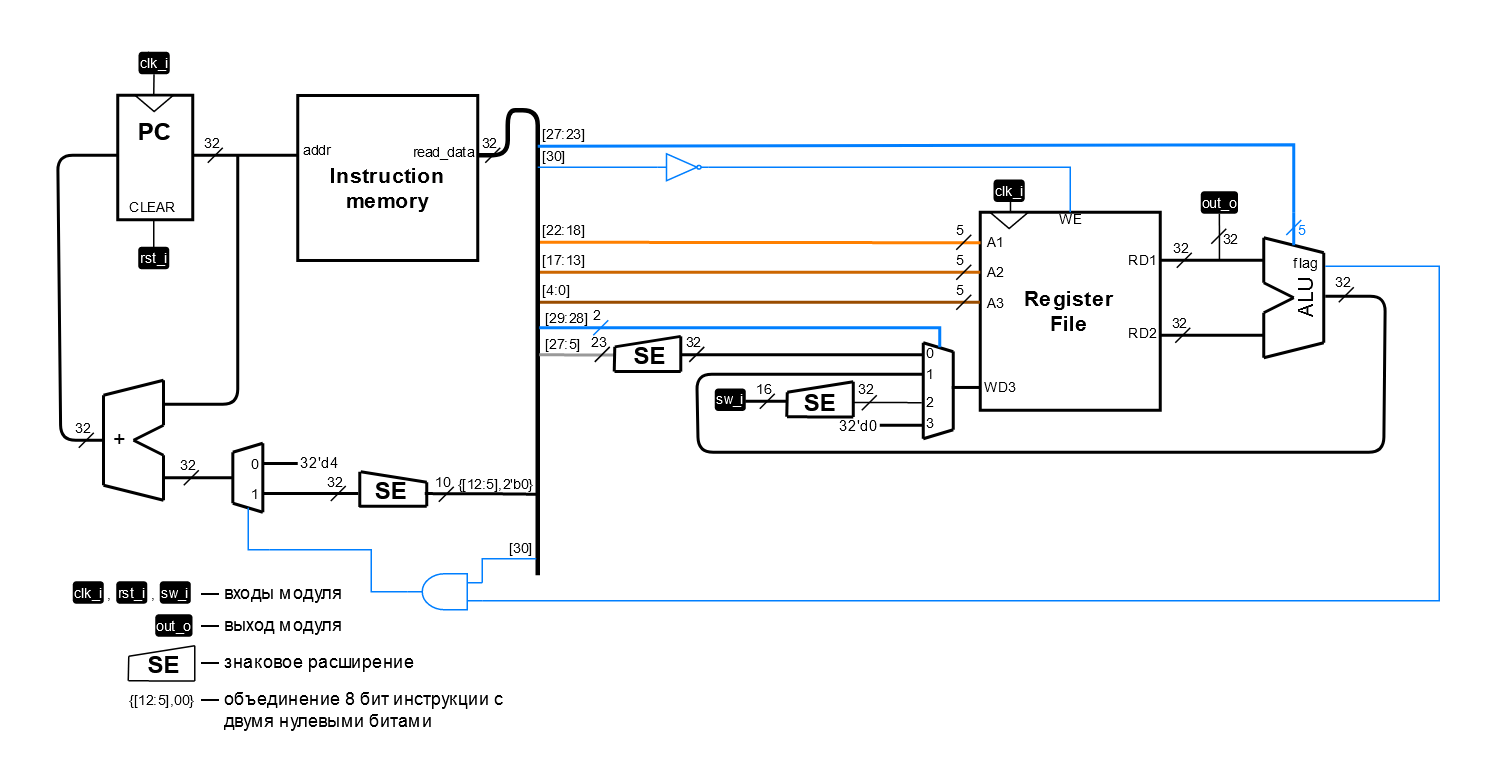 clk_i
PC
32
CLEAR
rst_i
addr
read_data
32
Instruction
memory
[27:23]
[30]
[22:18]
[17:13]
[4:0]
[29:28] 2
[27:5] 23
SE
32
5
5
5
clk_i
WE
A1
A2
A3
Register
File
RD1
RD2
WD3
32
32
out_o
32
5
flag
ALU
32
0
1
2
3
sw_i
16
SE
32
32'd0
32
+
32
0
1
32'd4
32
SE
10
{[12:5],2'b0}
[30]
clk_i , rst_i , sw_i — входы модуля
out_o — выход модуля
SE — знаковое расширение
{[12:5],00} — объединение 8 бит инструкции с
двумя нулевыми битами